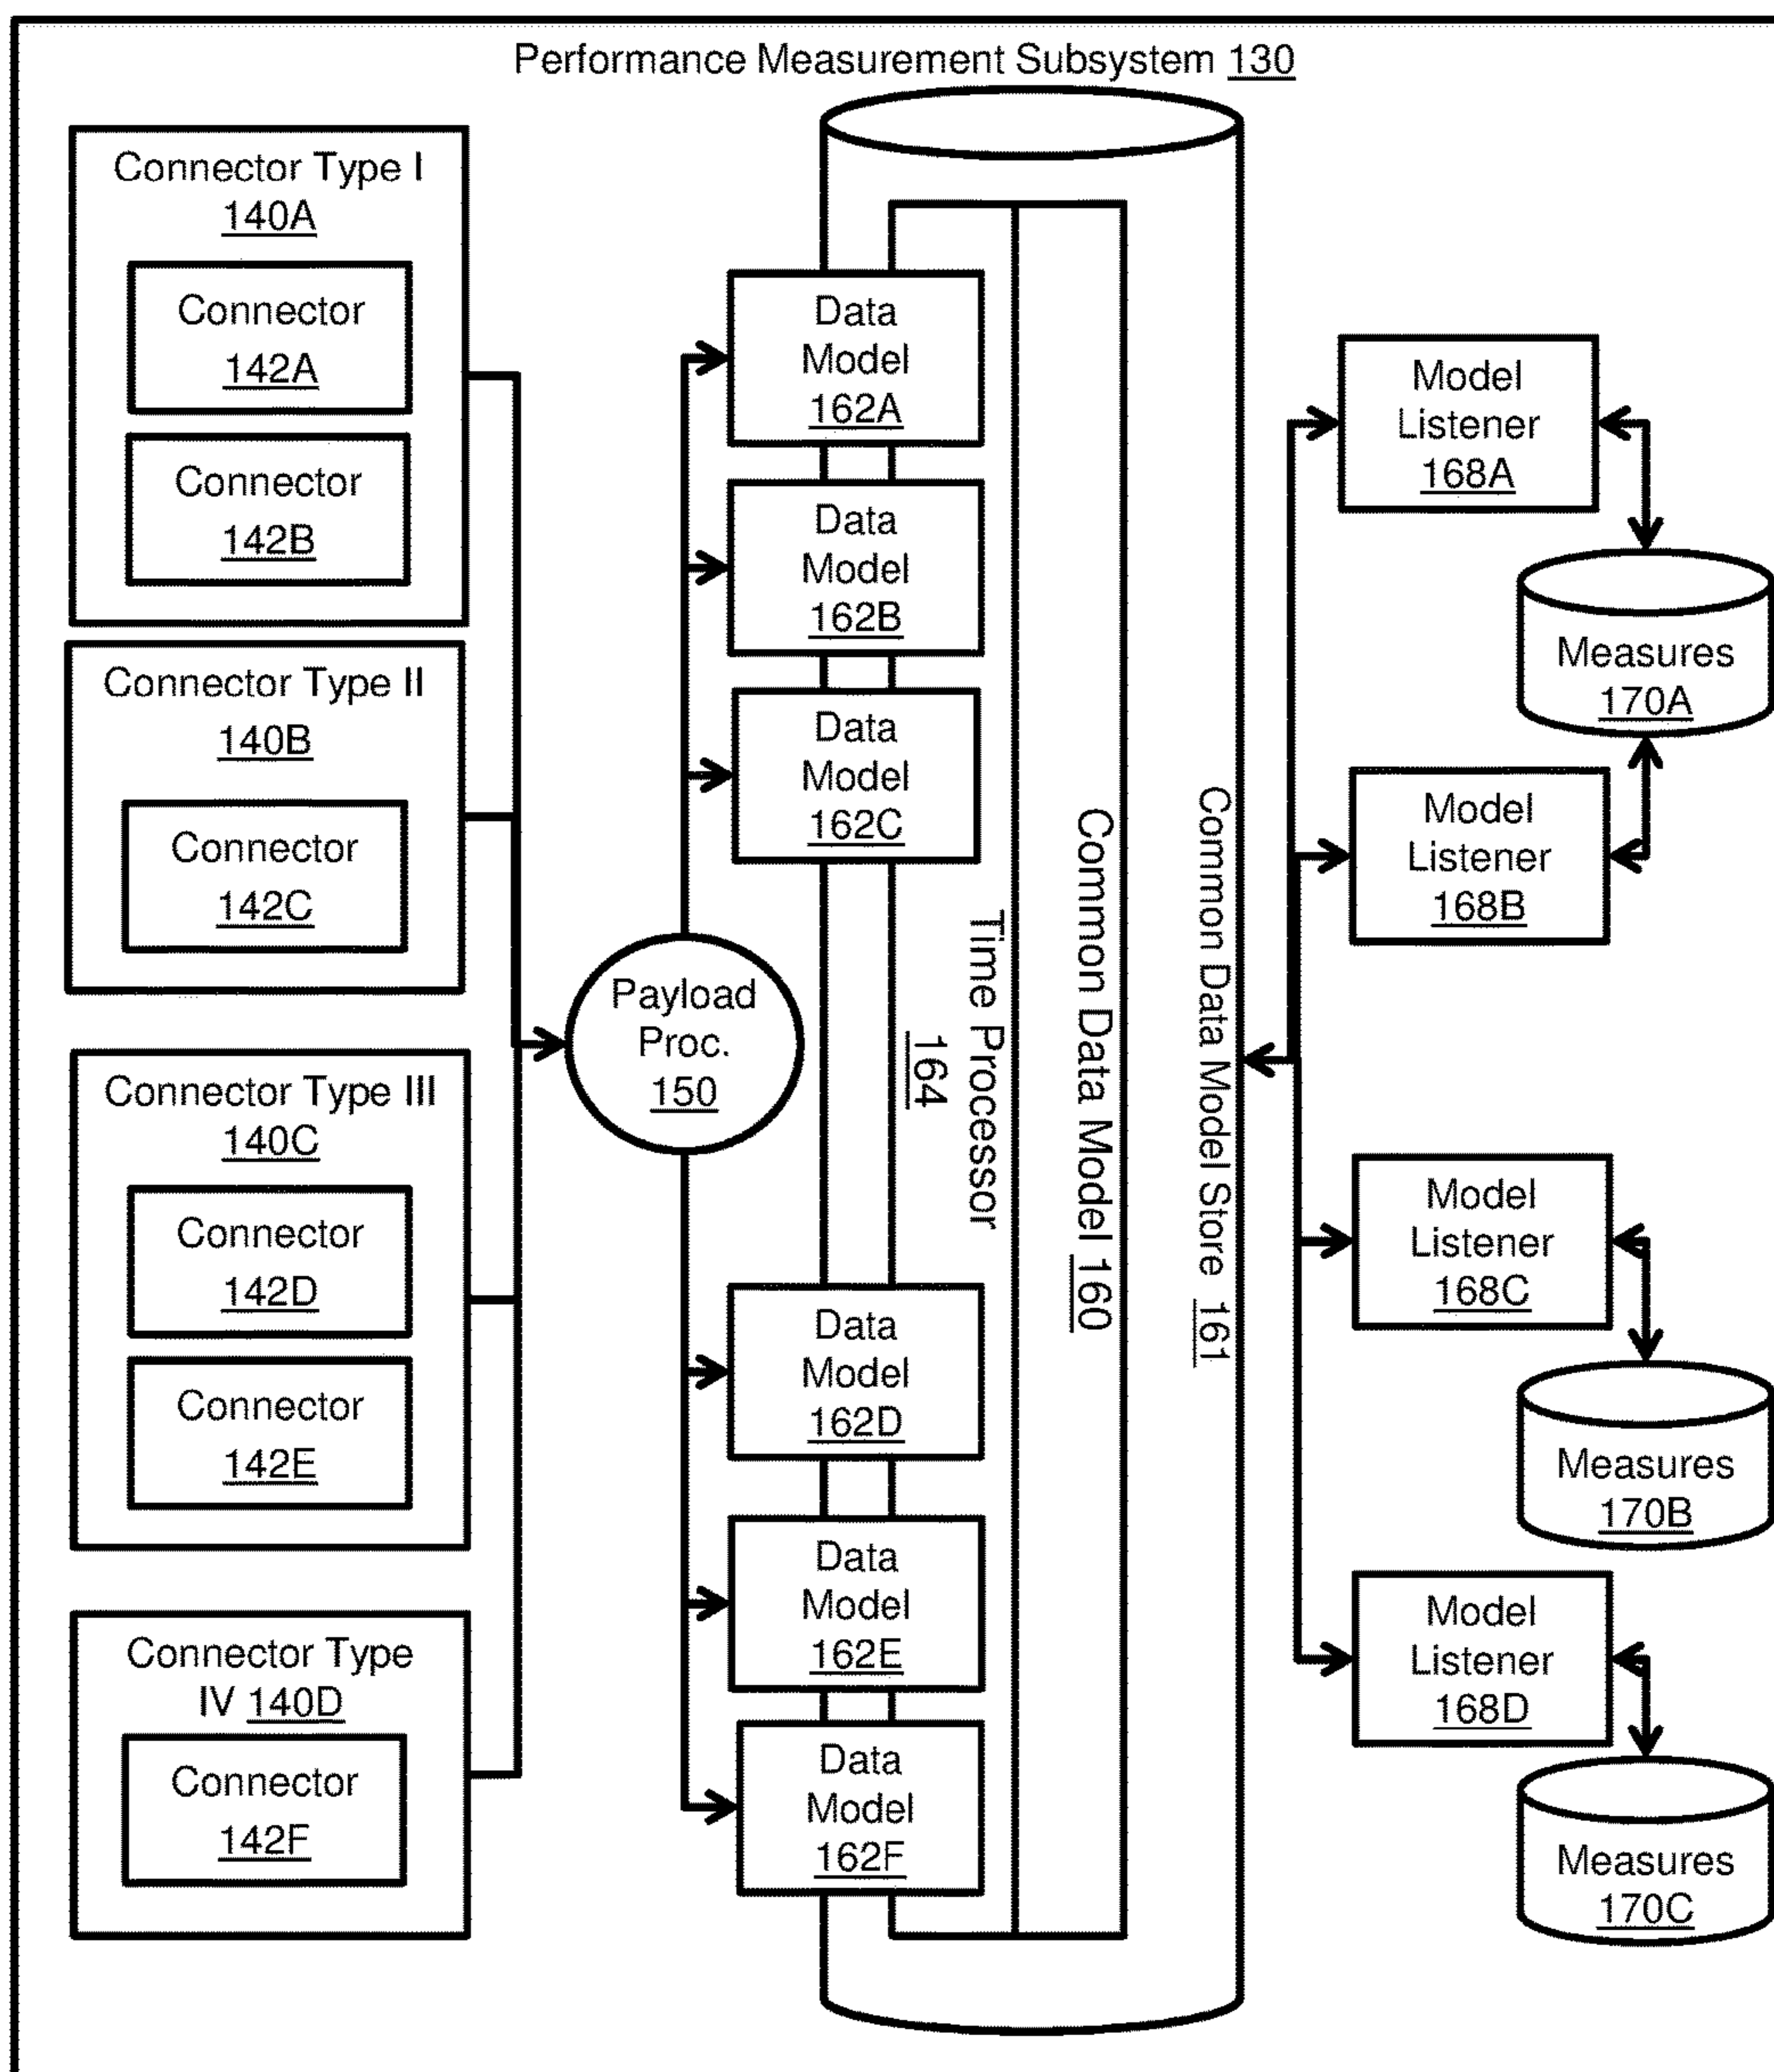 Performance Measurement Subsystem 130
Connector Type I
140A
Connector
142A
Connector
142B
Connector Type II
140B
Connector
142C
Connector Type III
140C
Connector
142D
Connector
142E
Connector Type
IV 140D
Connector
142F
Payload
Proc.
150
Data
Model
162A
Data
Model
162B
Data
Model
162C
Data
Model
162D
Data
Model
162E
Data
Model
162F
Time Processor
164
Common Data Model 160
Common Data Model Store 161
Model
Listener
168A
Model
Listener
168B
Model
Listener
168C
Model
Listener
168D
Measures
170A
Measures
170B
Measures
170C